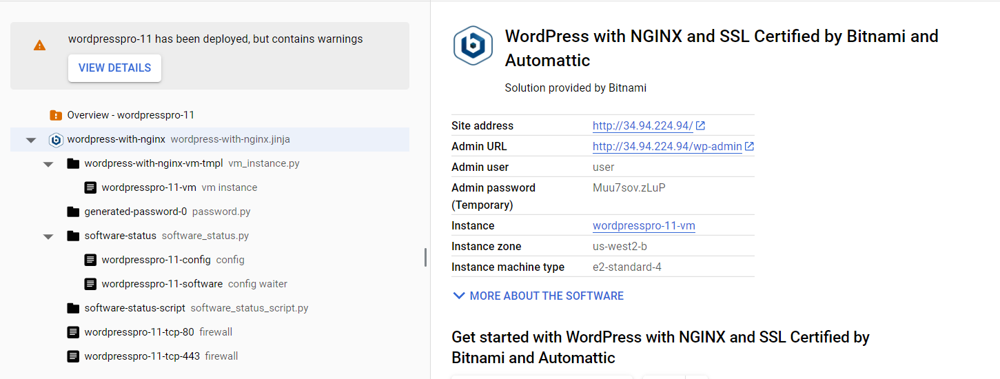 wordpresspro-11 has been deployed, but contains warnings
VIEW DETAILS
Overview - wordpresspro-11
wordpress-with-nginx wordpress-with-nginx.jinja
wordpress-with-nginx-vm-tmpl vm_instance.py
wordpresspro-11-vm vm instance
generated-password-0 password.py
software-status software_status.py
wordpresspro-11-config config
wordpresspro-11-software config waiter
software-status-script software_status_script.py
wordpresspro-11-tcp-80 firewall
wordpresspro-11-tcp-443 firewall
WordPress with NGINX and SSL Certified by Bitnami and
Automattic
Solution provided by Bitnami
Site address http://34.94.224.94/
Admin URL http://34.94.224.94/wp-admin
Admin user user
Admin password Muu7sov.zLuP
(Temporary)
Instance wordpresspro-11-vm
Instance zone us-west2-b
Instance machine type e2-standard-4
MORE ABOUT THE SOFTWARE
Get started with WordPress with NGINX and SSL Certified by
Bitnami and Automattic